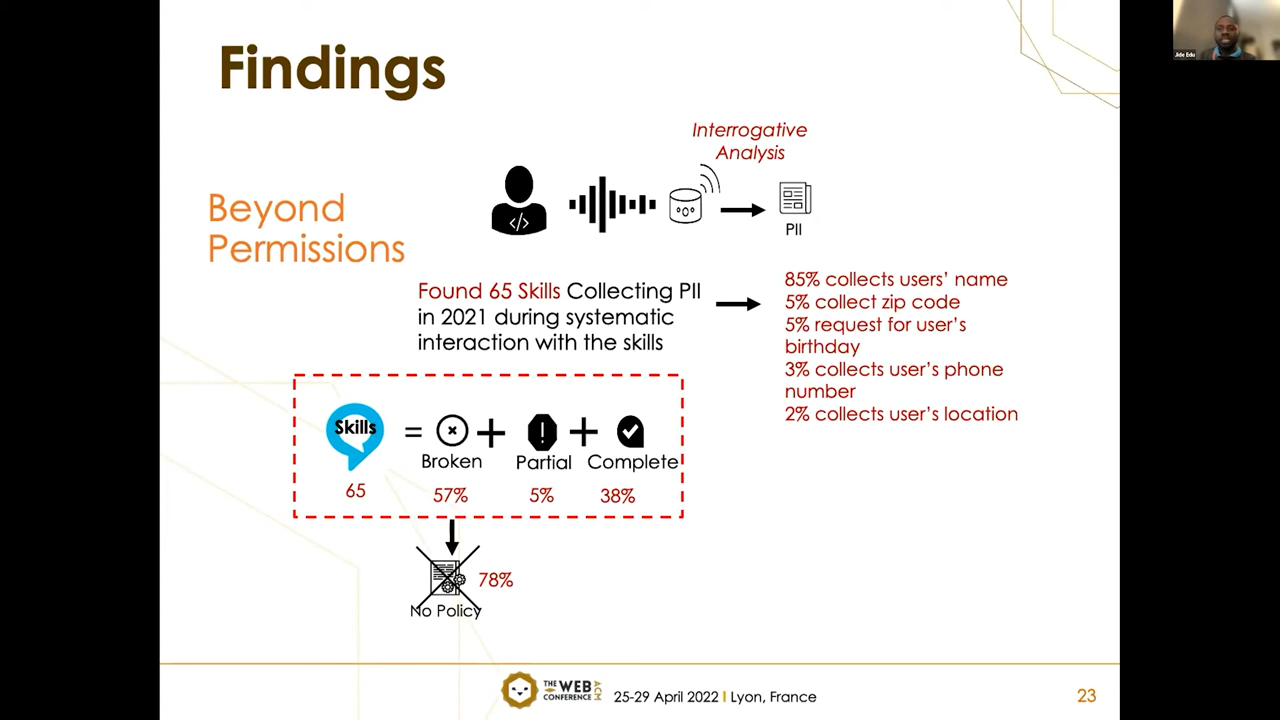 Findings
Jide Edu
Interrogative
Analysis
Beyond
Permissions
</>
PII
Found 65 Skills Collecting PII
in 2021 during systematic
interaction with the skills
85% collects users' name
5% collect zip code
5% request for user's
birthday
3% collects user's phone
number
2% collects user's location
Skills = + ! +
Broken Partial Complete
65 57% 5% 38%
78%
No Policy
THE WEB CONFERENCE ACM
25-29 April 2022 I Lyon, France
23